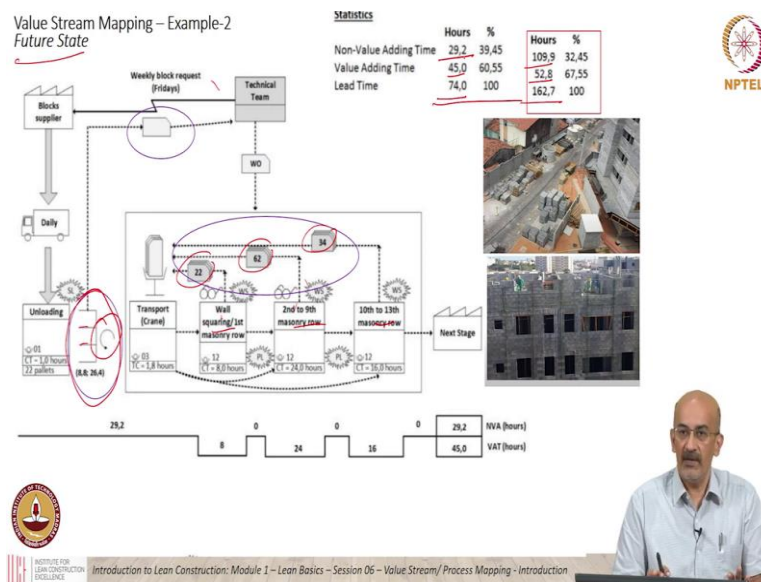 Value Stream Mapping – Example-2
Future State
Statistics
Hours %
Non-Value Adding Time 29,2 39,45
Value Adding Time 45,0 60,55
Lead Time 74,0 100
Hours %
109,9 32,45
52,8 67,55
162,7 100
NPTEL
Weekly block request
(Fridays)
Technical
Team
Blocks
supplier
WO
Daily
34
62
22
SL
WS
WS
WS
Unloading
01
CT = 1,0 hours
22 pallets
(8,8; 26,4)
Transport
(Crane)
03
TC = 1,8 hours
Wall
squaring/1st
masonry row
12
CT = 8,0 hours
PL
2nd to 9th
masonry row
12
CT = 24,0 hours
PL
10th to 13th
masonry row
12
CT = 16,0 hours
Next Stage
29,2 0 0 0 29,2 NVA (hours)
8 24 16 45,0 VAT (hours)
INSTITUTE FOR
LEAN CONSTRUCTION
EXCELLENCE
Introduction to Lean Construction: Module 1 – Lean Basics – Session 06 – Value Stream/ Process Mapping - Introduction